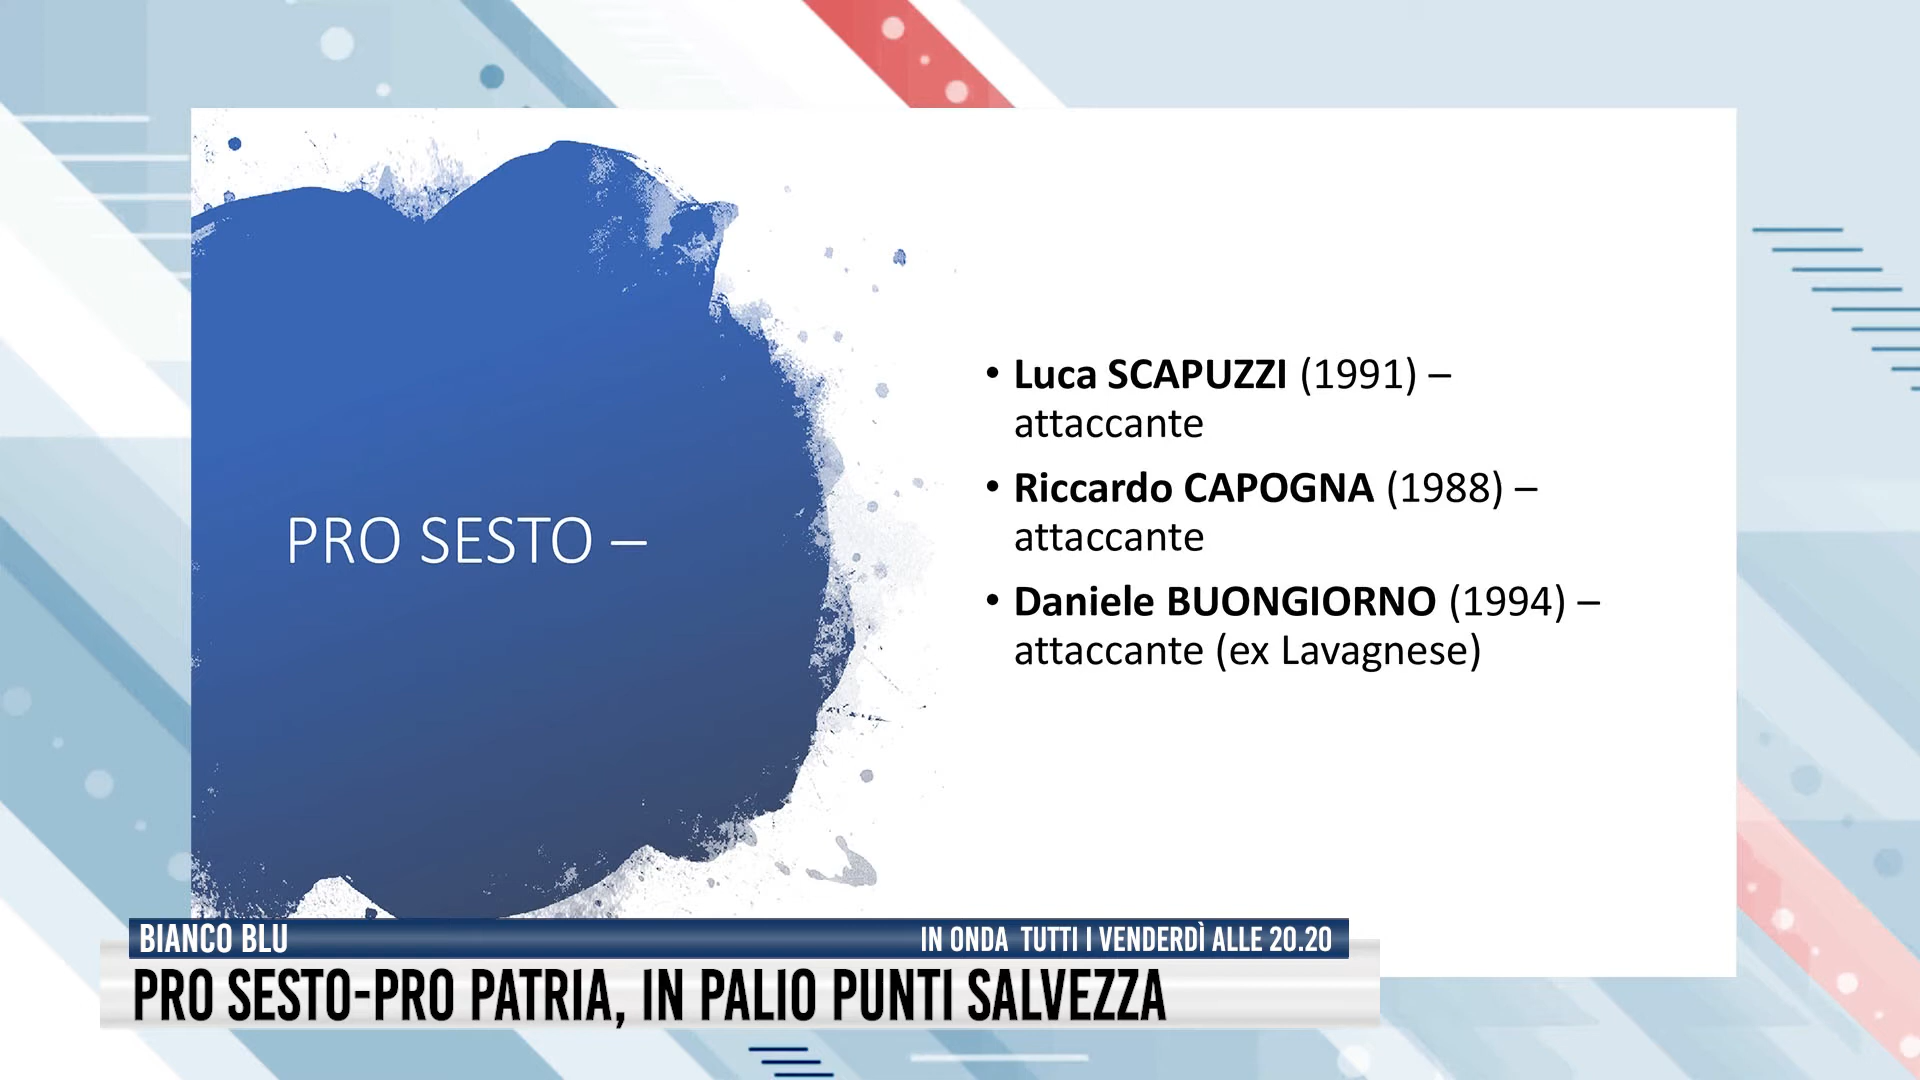 PRO SESTO –
• Luca SCAPUZZI (1991) –
attaccante
• Riccardo CAPOGNA (1988) –
attaccante
• Daniele BUONGIORNO (1994) –
attaccante (ex Lavagnese)
BIANCO BLU
IN ONDA TUTTI I VENDERDÌ ALLE 20.20
PRO SESTO-PRO PATRIA, IN PALIO PUNTI SALVEZZA